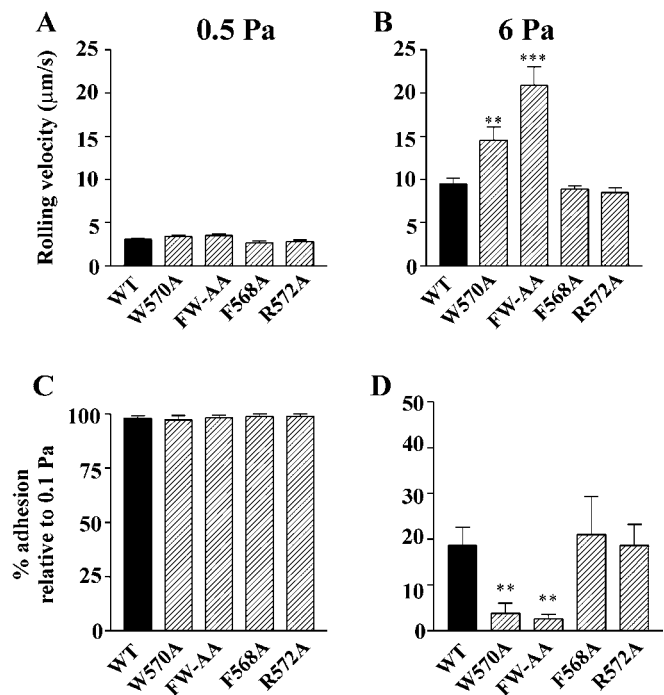 A
0.5 Pa
B
6 Pa
Rolling velocity (μm/s)
25
20
15
10
5
0
WT
W570A
FW-AA
F568A
R572A
25
20
15
10
5
0
**
***
WT
W570A
FW-AA
F568A
R572A
C
% adhesion
relative to 0.1 Pa
100
75
50
25
0
WT
W570A
FW-AA
F568A
R572A
D
50
40
30
20
10
0
**
**
WT
W570A
FW-AA
F568A
R572A